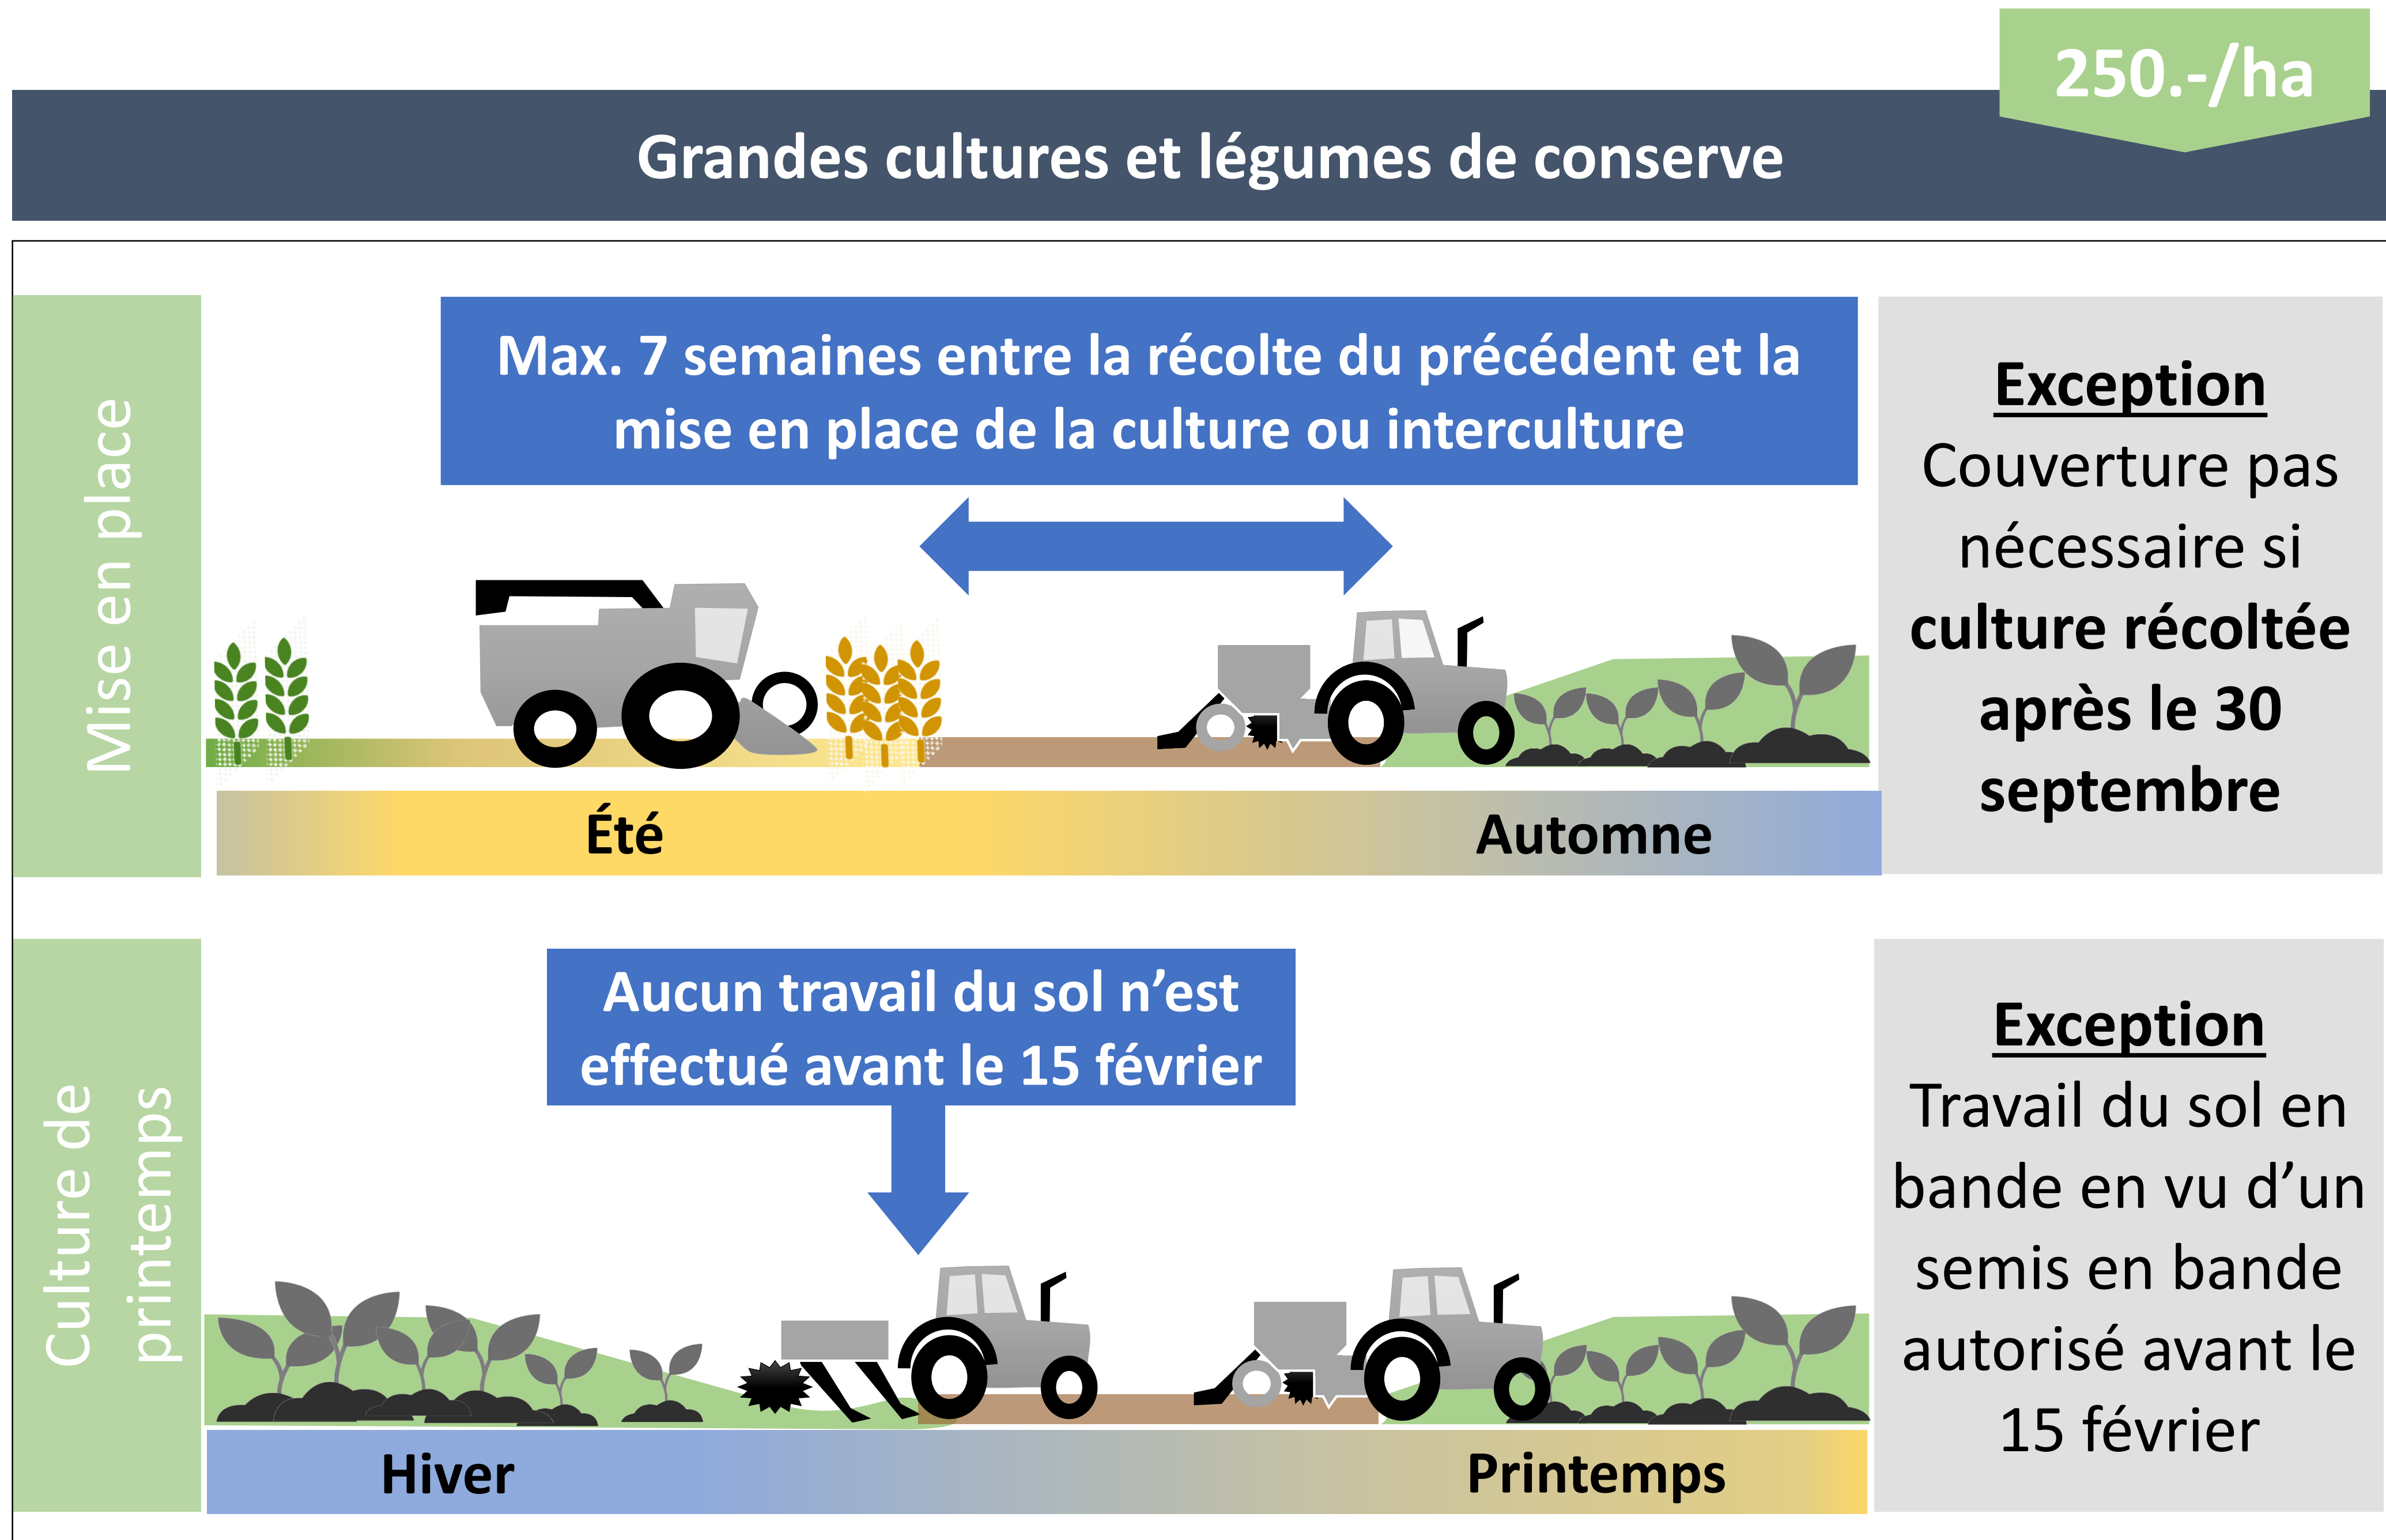 250.-/ha
Grandes cultures et légumes de conserve
Mise en place
Max. 7 semaines entre la récolte du précédent et la
mise en place de la culture ou interculture
Été
Automne
Exception
Couverture pas
nécessaire si
culture récoltée
après le 30
septembre
Culture de
printemps
Aucun travail du sol n’est
effectué avant le 15 février
Hiver
Printemps
Exception
Travail du sol en
bande en vu d’un
semis en bande
autorisé avant le
15 février